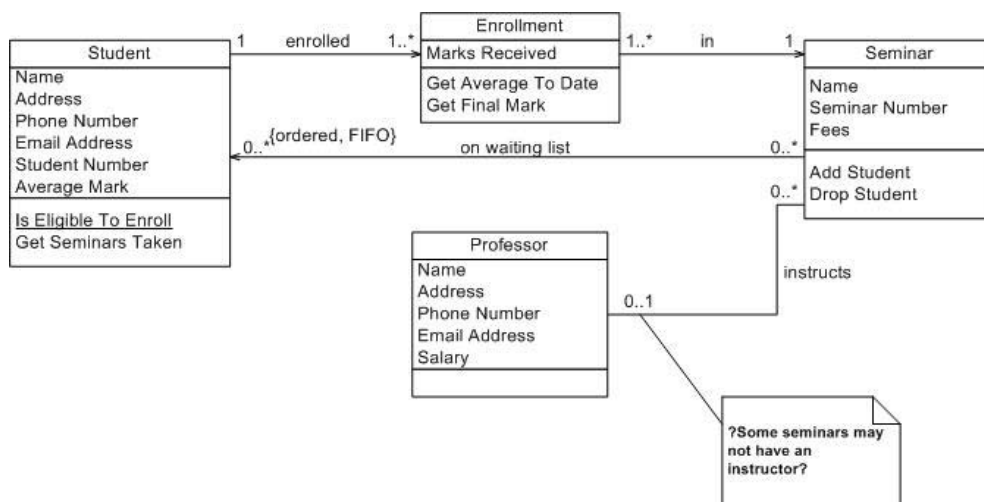 Student
Name
Address
Phone Number
Email Address
Student Number
Average Mark
Is Eligible To Enroll
Get Seminars Taken
1 enrolled 1..*
Enrollment
Marks Received
Get Average To Date
Get Final Mark
1..* in 1
Seminar
Name
Seminar Number
Fees
Add Student
Drop Student
{ordered, FIFO}
0..* on waiting list 0..*
0..*
instructs
0..1
Professor
Name
Address
Phone Number
Email Address
Salary
?Some seminars may
not have an
instructor?